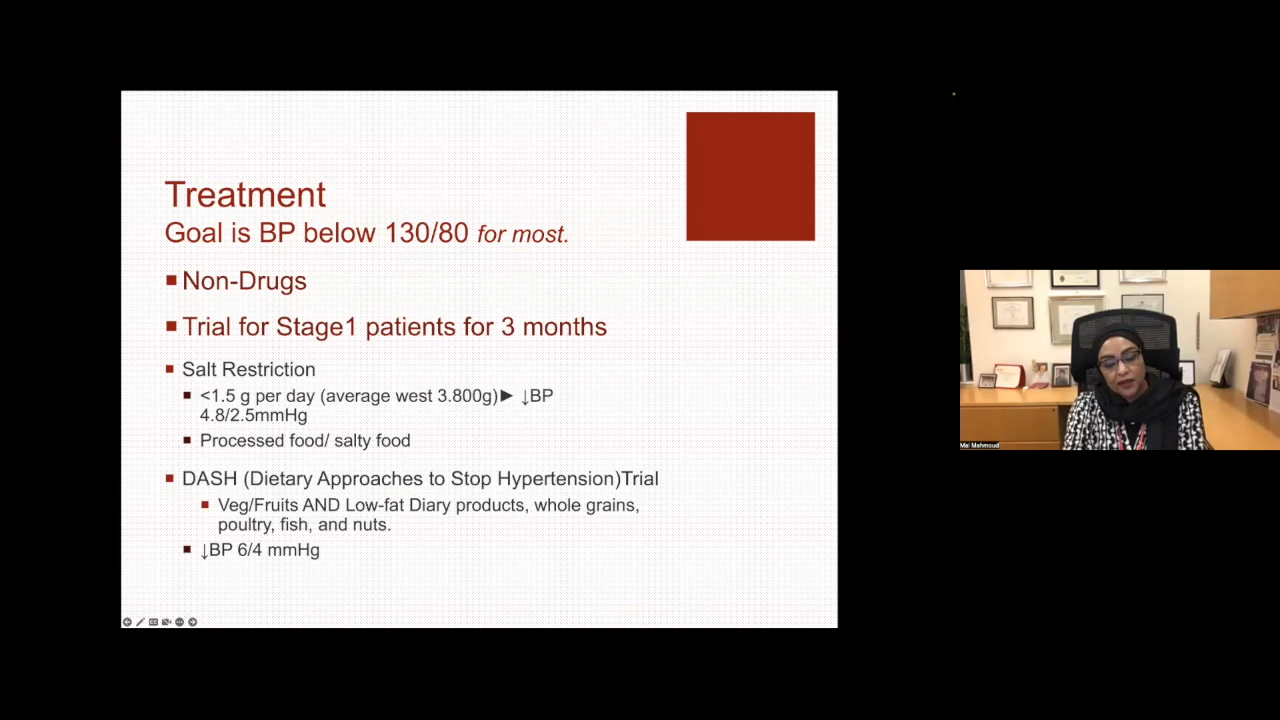 Treatment
Goal is BP below 130/80 for most.
Non-Drugs
Trial for Stage1 patients for 3 months
Salt Restriction
<1.5 g per day (average west 3.800g)► ↓BP
4.8/2.5mmHg
Processed food/ salty food
DASH (Dietary Approaches to Stop Hypertension)Trial
Veg/Fruits AND Low-fat Diary products, whole grains,
poultry, fish, and nuts.
↓BP 6/4 mmHg
Mai Mahmoud